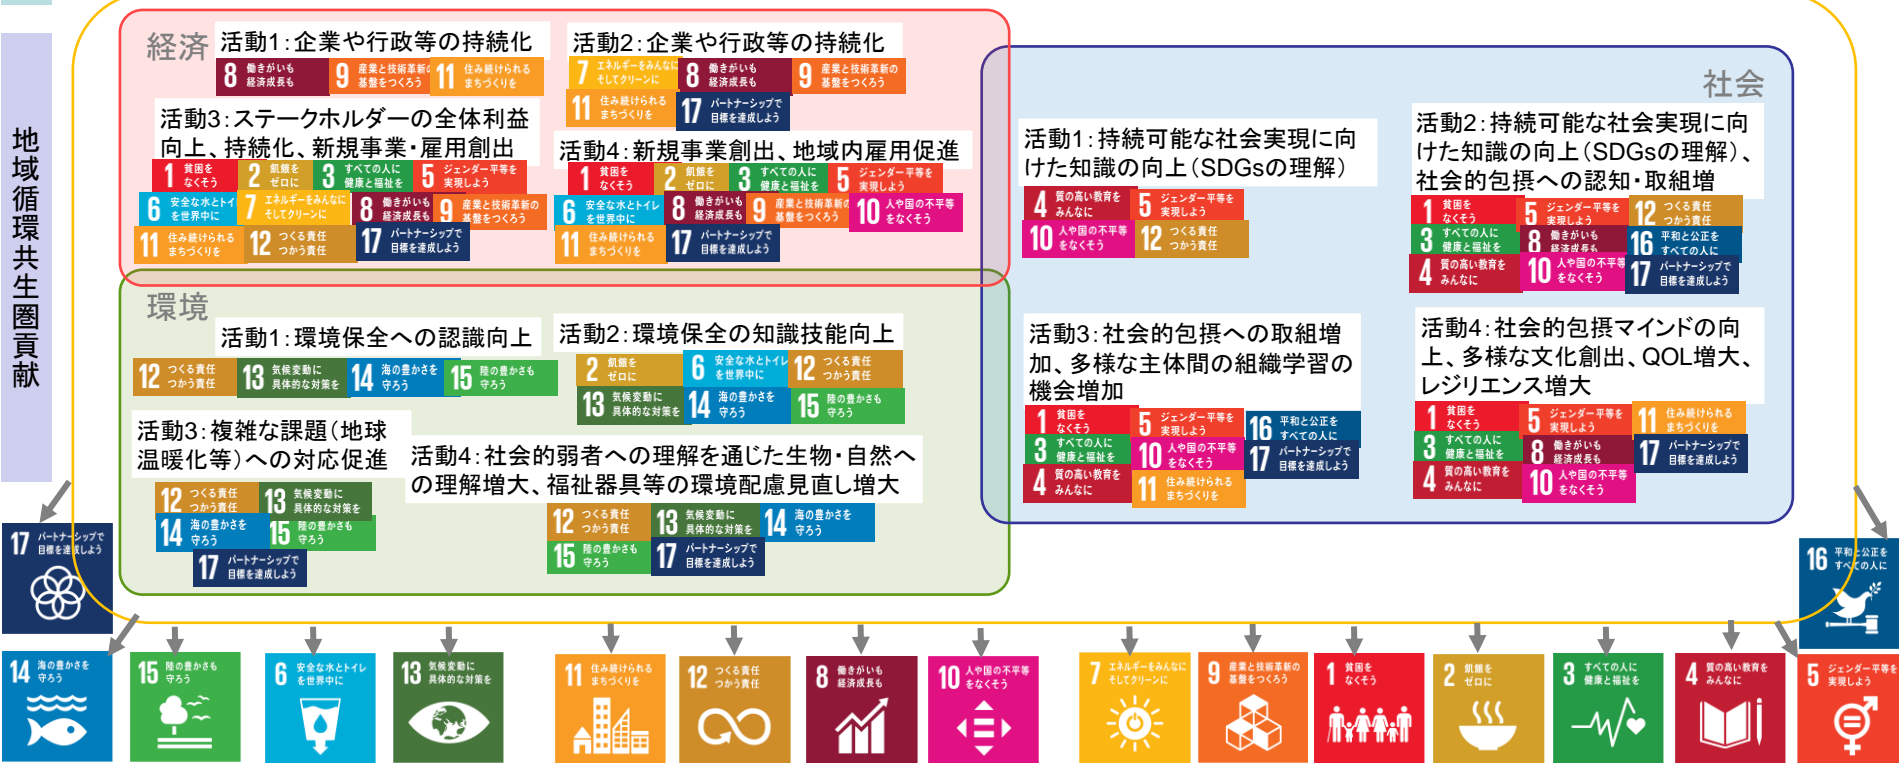 地域循環共生圏貢献
経済
活動1:企業や行政等の持続化
8 働きがいも
経済成長も
9 産業と技術革新の
基盤をつくろう
11 住み続けられる
まちづくりを
活動2:企業や行政等の持続化
7 エネルギーをみんなに
そしてクリーンに
8 働きがいも
経済成長も
9 産業と技術革新の
基盤をつくろう
11 住み続けられる
まちづくりを
17 パートナーシップで
目標を達成しよう
活動3:ステークホルダーの全体利益
向上、持続化、新規事業・雇用創出
1 貧困を
なくそう
2 飢餓を
ゼロに
3 すべての人に
健康と福祉を
5 ジェンダー平等を
実現しよう
6 安全な水とトイ
を世界中に
7 エネルギーをみんなに
そしてクリーンに
8 働きがいも
経済成長も
9 産業と技術革新の
基盤をつくろう
11 住み続けられる
まちづくりを
12 つくる責任
つかう責任
17 パートナーシップで
目標を達成しよう
活動4:新規事業創出、地域内雇用促進
1 貧困を
なくそう
2 飢餓を
ゼロに
3 すべての人に
健康と福祉を
5 ジェンダー平等を
実現しよう
6 安全な水とトイレ
を世界中に
8 働きがいも
経済成長も
9 産業と技術革新の
基盤をつくろう
10 人や国の不平等
をなくそう
11 住み続けられる
まちづくりを
17 パートナーシップで
目標を達成しよう
環境
活動1:環境保全への認識向上
12 つくる責任
つかう責任
13 気候変動に
具体的な対策を
14 海の豊かさを
守ろう
15 陸の豊かさも
守ろう
活動2:環境保全の知識技能向上
2 飢餓を
ゼロに
6 安全な水とトイレ
を世界中に
12 つくる責任
つかう責任
13 気候変動に
具体的な対策を
14 海の豊かさを
守ろう
15 陸の豊かさも
守ろう
活動3:複雑な課題(地球
温暖化等)への対応促進
12 つくる責任
つかう責任
13 気候変動に
具体的な対策を
14 海の豊かさを
守ろう
15 陸の豊かさも
守ろう
17 パートナーシップで
目標を達成しよう
活動4:社会的弱者への理解を通じた生物・自然へ
の理解増大、福祉器具等の環境配慮見直し増大
12 つくる責任
つかう責任
13 気候変動に
具体的な対策を
14 海の豊かさを
守ろう
15 陸の豊かさも
守ろう
17 パートナーシップで
目標を達成しよう
社会
活動1:持続可能な社会実現に向
けた知識の向上(SDGsの理解)
4 質の高い教育を
みんなに
5 ジェンダー平等を
実現しよう
10 人や国の不平等
をなくそう
12 つくる責任
つかう責任
活動2:持続可能な社会実現に向
けた知識の向上(SDGsの理解)、
社会的包摂への認知・取組増
1 貧困を
なくそう
5 ジェンダー平等を
実現しよう
12 つくる責任
つかう責任
3 すべての人に
健康と福祉を
8 働きがいも
経済成長も
16 平和と公正を
すべての人に
4 質の高い教育を
みんなに
10 人や国の不平等
をなくそう
17 パートナーシップで
目標を達成しよう
活動3:社会的包摂への取組増
加、多様な主体間の組織学習の
機会増加
1 貧困を
なくそう
5 ジェンダー平等を
実現しよう
16 平和と公正を
すべての人に
3 すべての人に
健康と福祉を
10 人や国の不平等
をなくそう
17 パートナーシップで
目標を達成しよう
4 質の高い教育を
みんなに
11 住み続けられる
まちづくりを
活動4:社会的包摂マインドの向
上、多様な文化創出、QOL増大、
レジリエンス増大
1 貧困を
なくそう
5 ジェンダー平等を
実現しよう
11 住み続けられる
まちづくりを
3 すべての人に
健康と福祉を
8 働きがいも
経済成長も
17 パートナーシップで
目標を達成しよう
4 質の高い教育を
みんなに
10 人や国の不平等
をなくそう
17 パートナーシップで
目標を達成しよう
16 平和と公正を
すべての人に
14 海の豊かさを
守ろう
15 陸の豊かさも
守ろう
6 安全な水とトイレ
を世界中に
13 気候変動に
具体的な対策を
11 住み続けられる
まちづくりを
12 つくる責任
つかう責任
8 働きがいも
経済成長も
10 人や国の不平等
をなくそう
7 エネルギーをみんなに
そしてクリーンに
9 産業と技術革新の
基盤をつくろう
1 貧困を
なくそう
2 飢餓を
ゼロに
3 すべての人に
健康と福祉を
4 質の高い教育を
みんなに
5 ジェンダー平等を
実現しよう